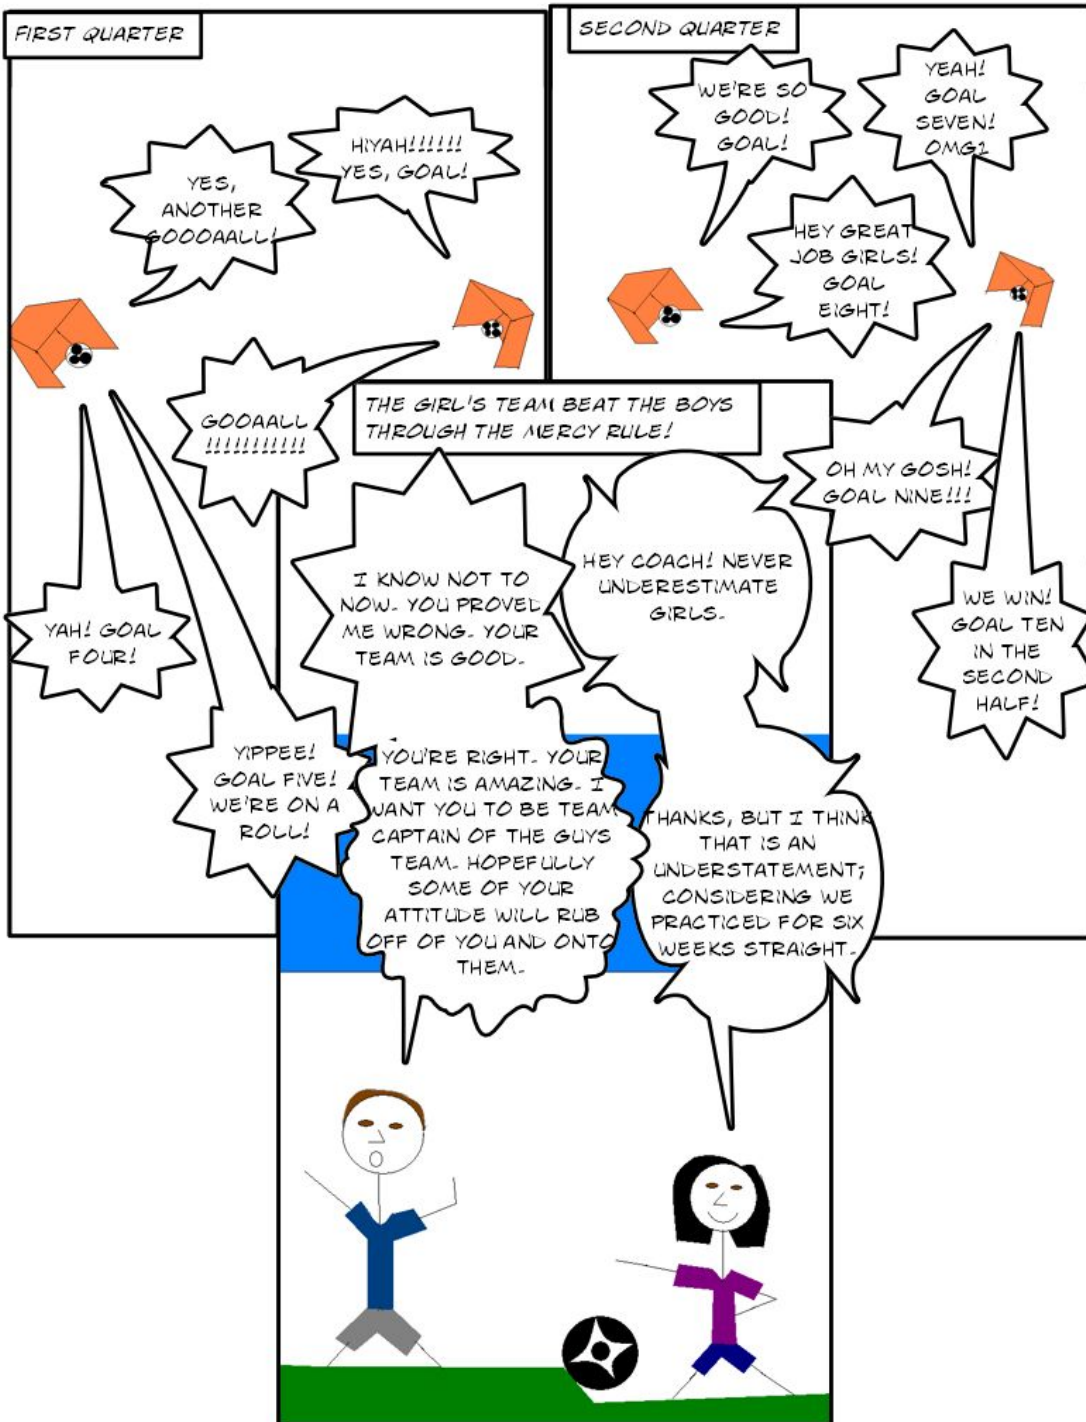 FIRST QUARTER
HIYAH!!!!!!
YES, GOAL!
YES,
ANOTHER
GOOOAALL!
GOOAALL
!!!!!!!!!!!
YAH! GOAL
FOUR!
YIPPEE!
GOAL FIVE!
WE'RE ON A
ROLL!
SECOND QUARTER
WE'RE SO
GOOD!
GOAL!
YEAH!
GOAL
SEVEN!
OMG2
HEY GREAT
JOB GIRLS!
GOAL
EIGHT!
OH MY GOSH!
GOAL NINE!!!
WE WIN!
GOAL TEN
IN THE
SECOND
HALF!
THE GIRL'S TEAM BEAT THE BOYS
THROUGH THE MERCY RULE!
I KNOW NOT TO
NOW. YOU PROVED
ME WRONG. YOUR
TEAM IS GOOD.
HEY COACH! NEVER
UNDERESTIMATE
GIRLS.
YOU'RE RIGHT. YOUR
TEAM IS AMAZING. I
WANT YOU TO BE TEAM
CAPTAIN OF THE GUYS
TEAM. HOPEFULLY
SOME OF YOUR
ATTITUDE WILL RUB
OFF OF YOU AND ONTO
THEM.
THANKS, BUT I THINK
THAT IS AN
UNDERSTATEMENT;
CONSIDERING WE
PRACTICED FOR SIX
WEEKS STRAIGHT.